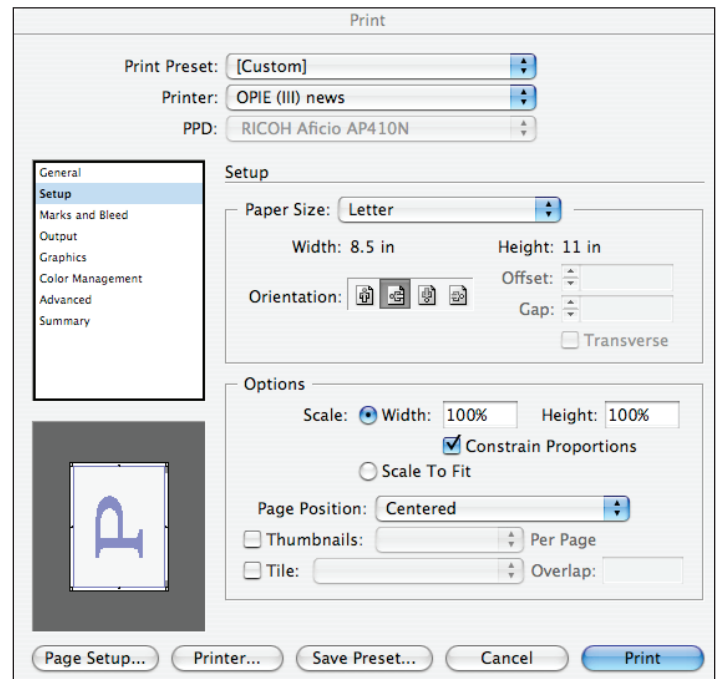 Print
Print Preset: [Custom]
Printer: OPIE (III) news
PPD: RICOH Aficio AP410N
General
Setup
Marks and Bleed
Output
Graphics
Color Management
Advanced
Summary
Setup
Paper Size: Letter
Width: 8.5 in Height: 11 in
Orientation: Offset:
Gap:
Transverse
Options
Scale: Width: 100% Height: 100%
Constrain Proportions
Scale To Fit
Page Position: Centered
Thumbnails: Per Page
Tile: Overlap:
P
Page Setup... Printer... Save Preset... Cancel Print